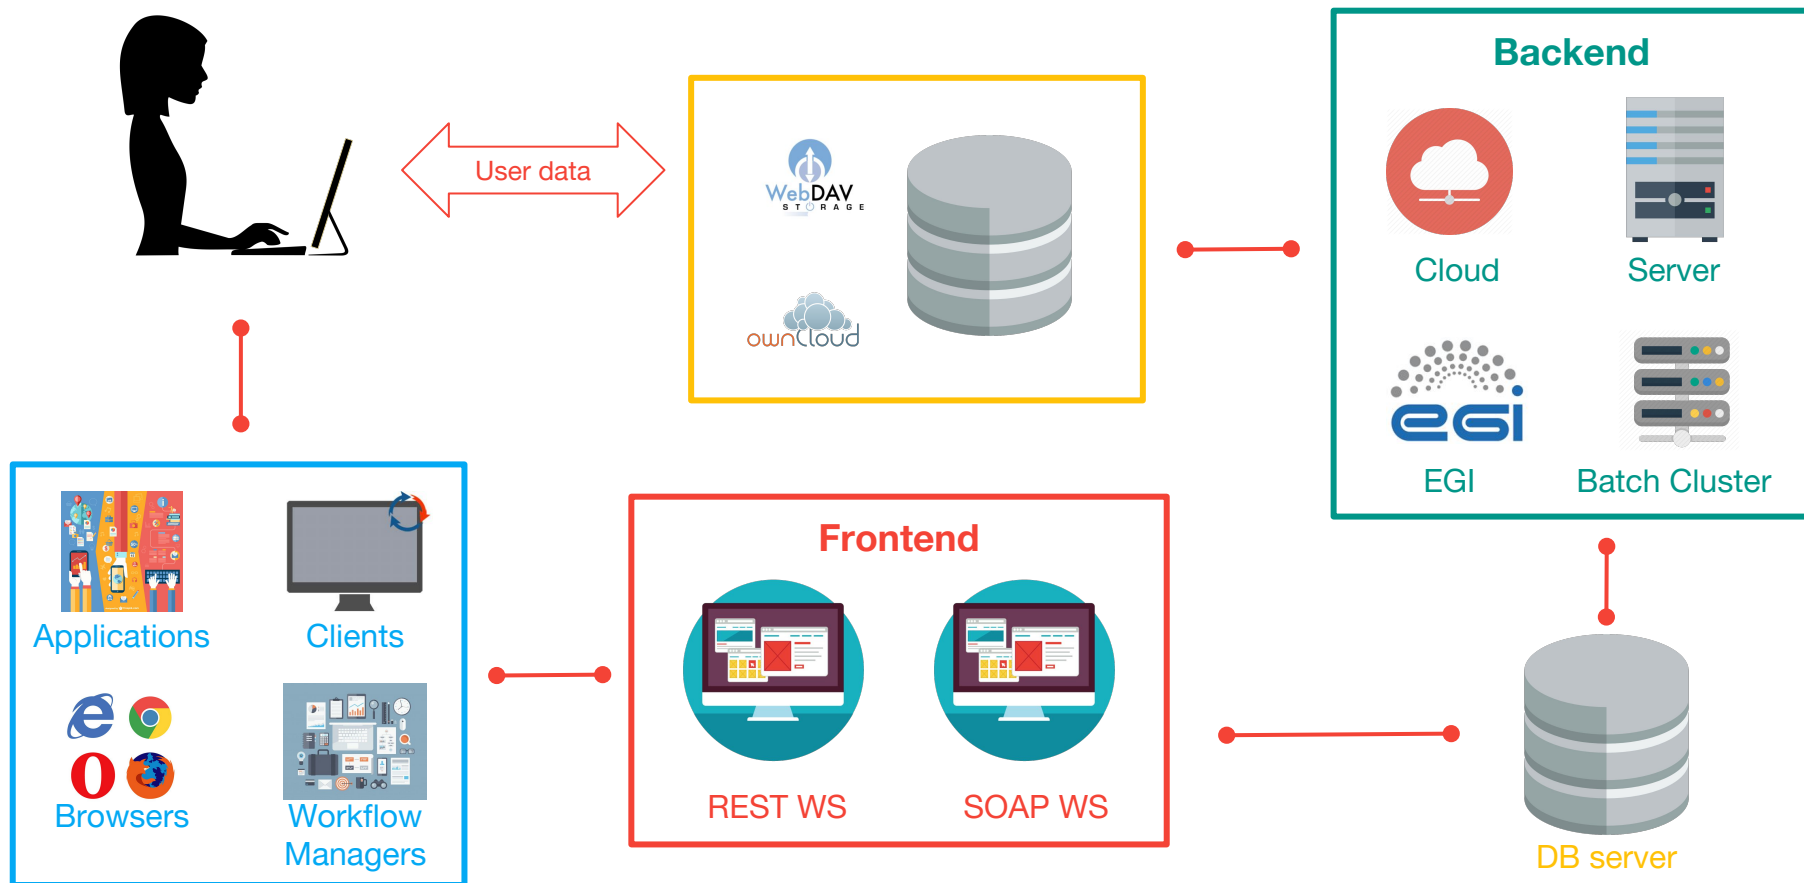 Backend
User data
WebDAV
STORAGE
Cloud
Server
ownCloud
eGi
EGI
Batch Cluster
Frontend
Applications
Clients
Browsers
Workflow
Managers
REST WS
SOAP WS
DB server